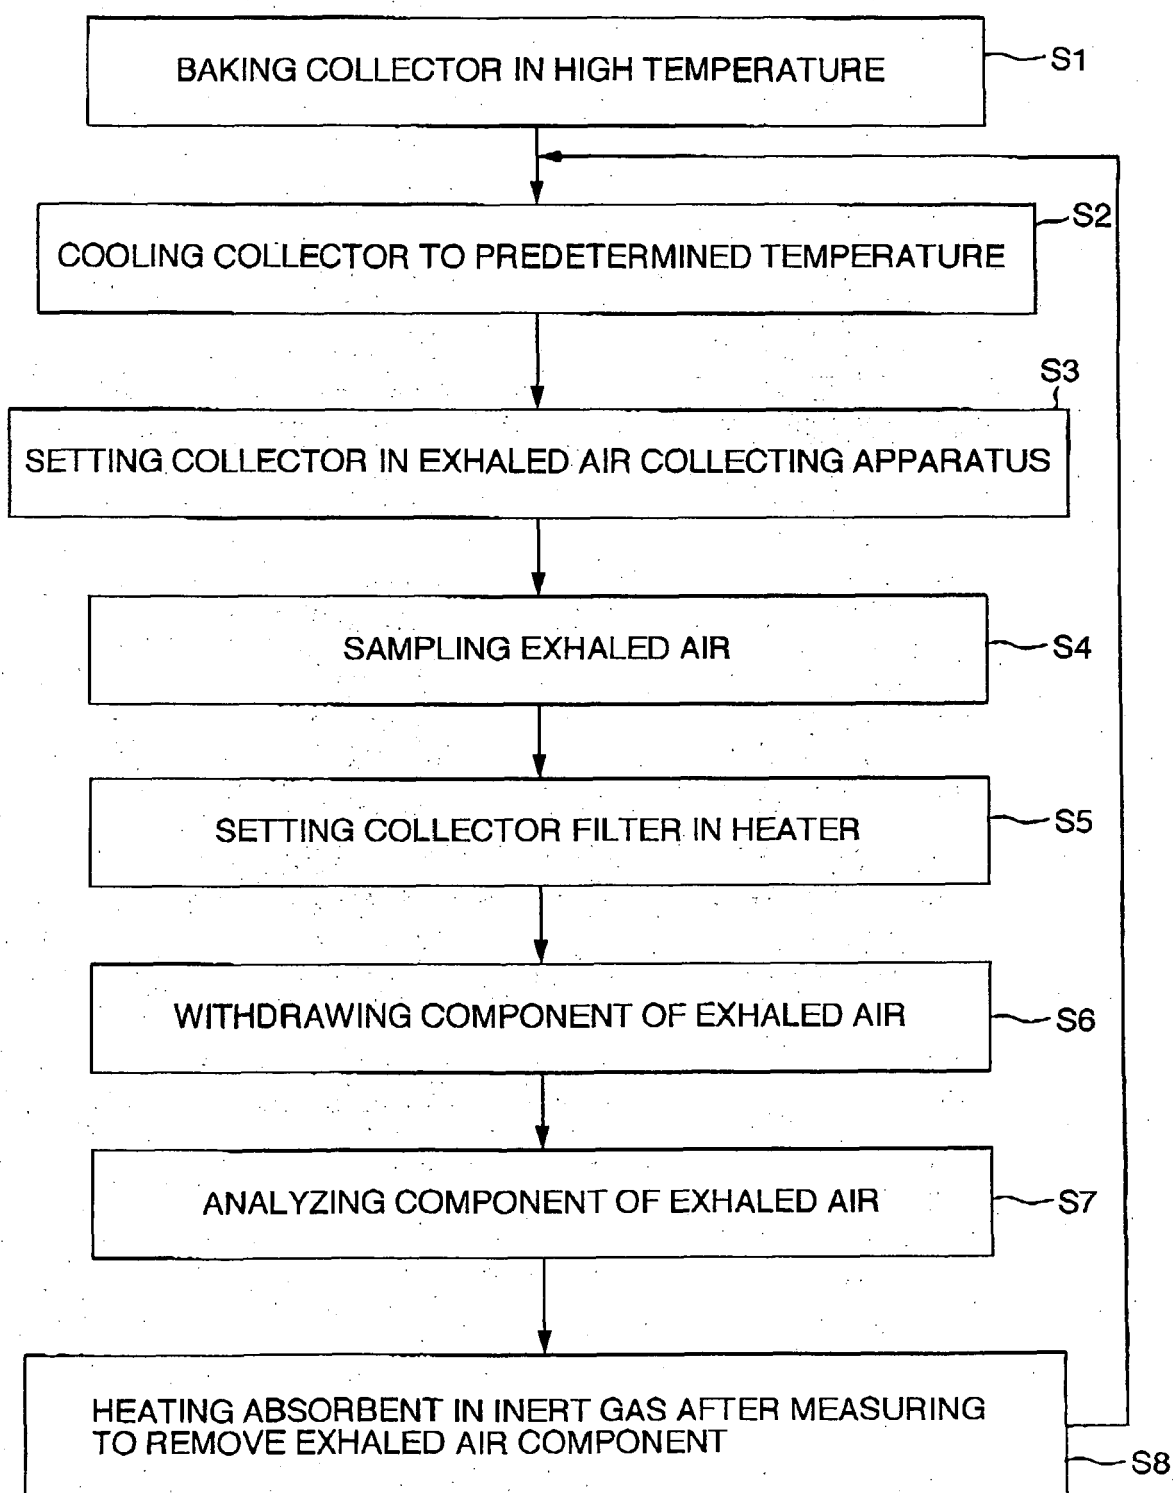 BAKING COLLECTOR IN HIGH TEMPERATURE
S1
COOLING COLLECTOR TO PREDETERMINED TEMPERATURE
S2
SETTING COLLECTOR IN EXHALED AIR COLLECTING APPARATUS
S3
SAMPLING EXHALED AIR
S4
SETTING COLLECTOR FILTER IN HEATER
S5
WITHDRAWING COMPONENT OF EXHALED AIR
S6
ANALYZING COMPONENT OF EXHALED AIR
S7
HEATING ABSORBENT IN INERT GAS AFTER MEASURING
TO REMOVE EXHALED AIR COMPONENT
S8